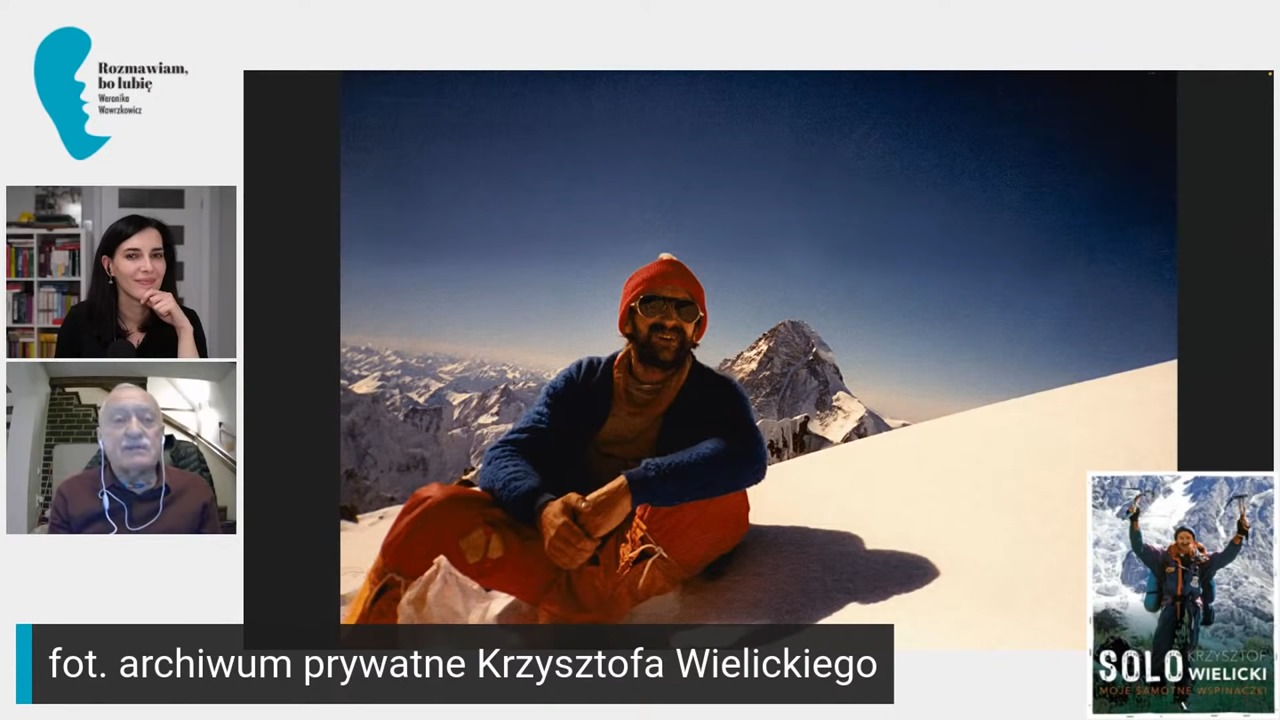 Rozmawiam,
bo lubię
Weronika
Wawrzkowicz
fot. archiwum prywatne Krzysztofa Wielickiego
SOLO KRZYSZTOF
WIELICKI
MOJE SAMOTNE WSPINACZKI